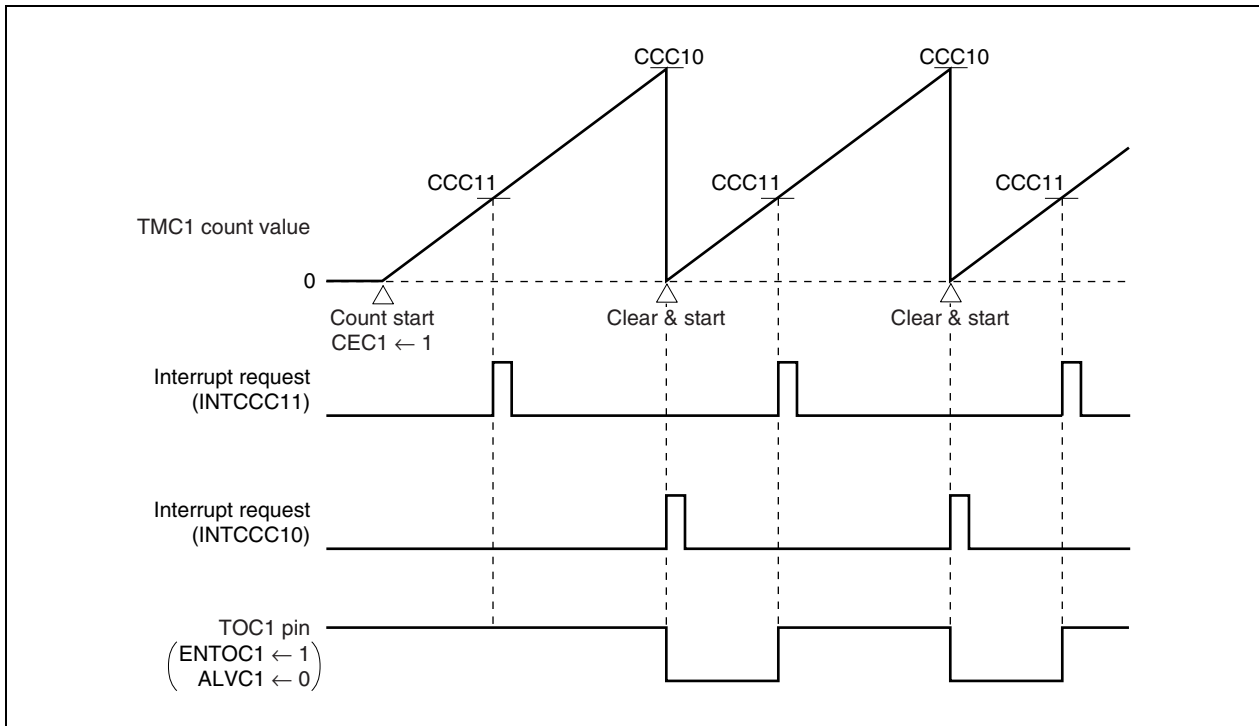 CCC10
CCC10
CCC11
CCC11
CCC11
TMC1 count value
0
Count start
CEC1 ← 1
Clear & start
Clear & start
Interrupt request
(INTCCC11)
Interrupt request
(INTCCC10)
TOC1 pin
(ENTOC1 ← 1
ALVC1 ← 0)